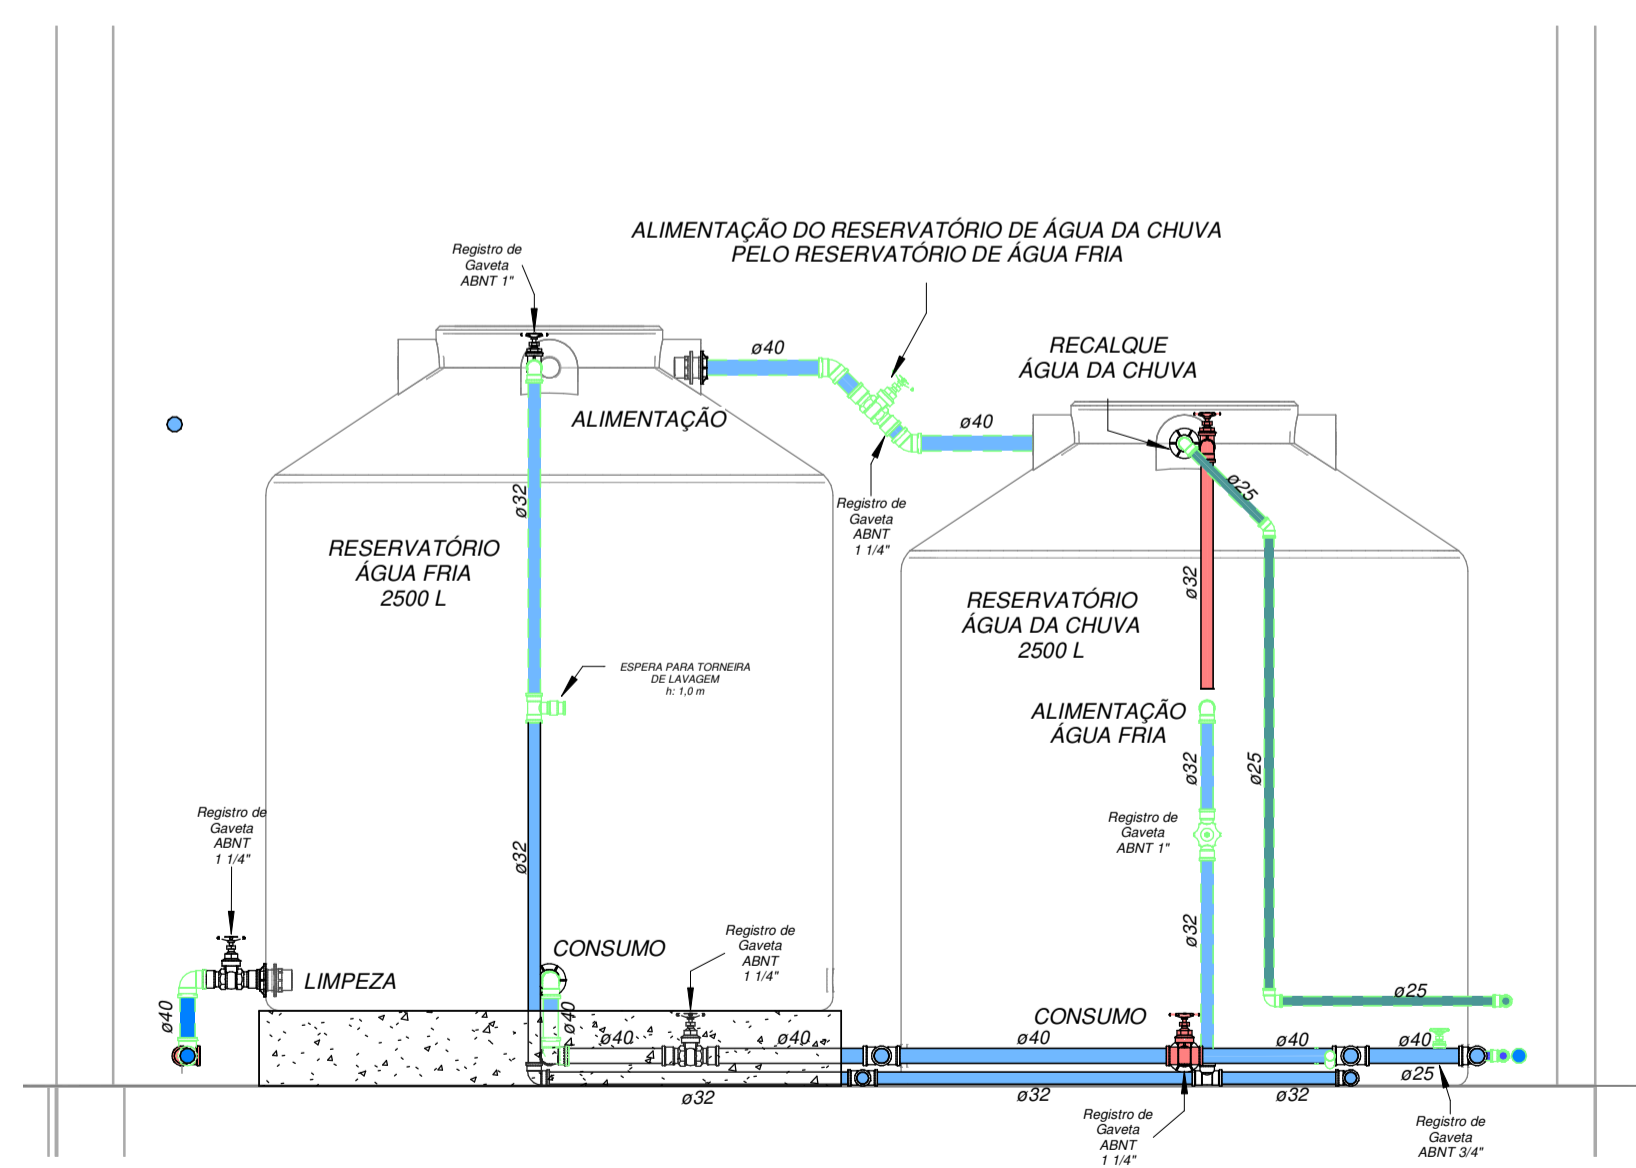 ALIMENTAÇÃO DO RESERVATÓRIO DE ÁGUA DA CHUVA
PELO RESERVATÓRIO DE ÁGUA FRIA
Registro de
Gaveta
ABNT 1"
RECALQUE
ÁGUA DA CHUVA
ø40
ø40
ALIMENTAÇÃO
ø32
ø25
Registro de
Gaveta
ABNT
1 1/4"
RESERVATÓRIO
ÁGUA FRIA
2500 L
ø32
RESERVATÓRIO
ÁGUA DA CHUVA
2500 L
ESPERA PARA TORNEIRA
DE LAVAGEM
h: 1,0 m
ALIMENTAÇÃO
ÁGUA FRIA
ø32
ø25
Registro de
Gaveta
ABNT
1 1/4"
Registro de
Gaveta
ABNT 1"
ø32
ø32
CONSUMO
Registro de
Gaveta
ABNT
1 1/4"
LIMPEZA
ø40
ø40
ø25
CONSUMO
ø40
ø40
ø40
ø40
ø40
ø25
ø32
ø32
ø32
Registro de
Gaveta
ABNT
1 1/4"
Registro de
Gaveta
ABNT 3/4"